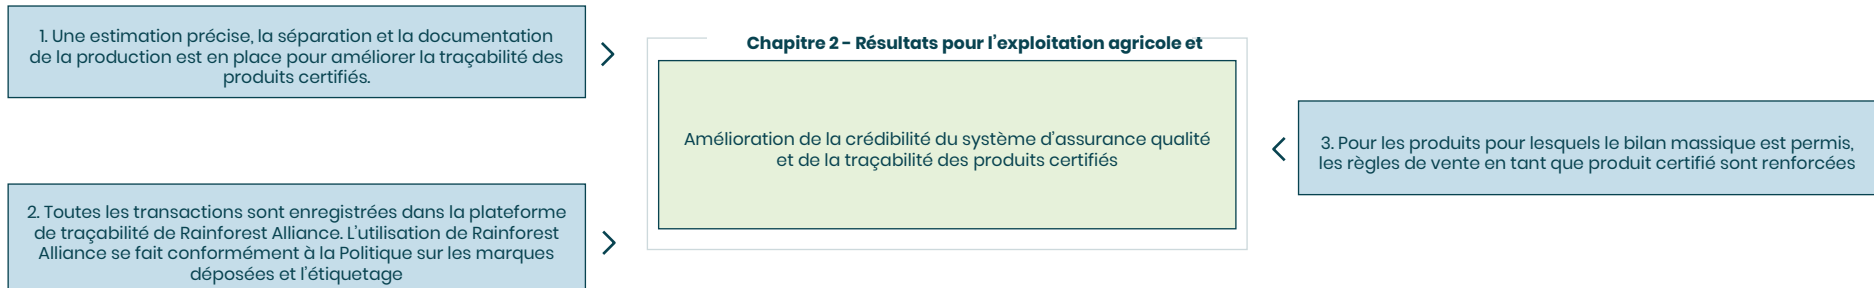 1. Une estimation précise, la séparation et la documentation
de la production est en place pour améliorer la traçabilité des
produits certifiés.
2. Toutes les transactions sont enregistrées dans la plateforme
de traçabilité de Rainforest Alliance. L'utilisation de Rainforest
Alliance se fait conformément à la Politique sur les marques
déposées et l'étiquetage
Chapitre 2 - Résultats pour l'exploitation agricole et
Amélioration de la crédibilité du système d'assurance qualité
et de la traçabilité des produits certifiés
3. Pour les produits pour lesquels le bilan massique est permis,
les règles de vente en tant que produit certifié sont renforcées